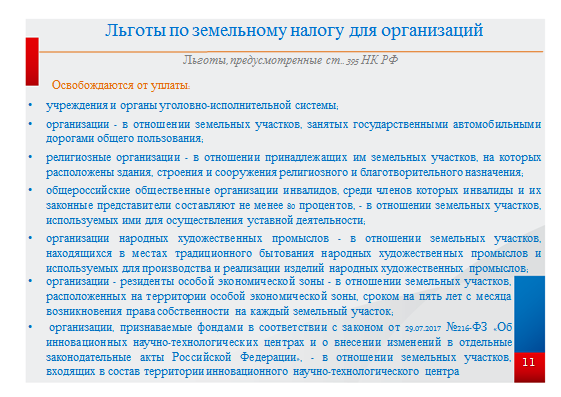 Льготы по земельному налогу для организаций
Льготы, предусмотренные ст.. 395 НК РФ
Освобождаются от уплаты:
• учреждения и органы уголовно-исполнительной системы;
• организации - в отношении земельных участков, занятых государственными автомобильными
дорогами общего пользования;
• религиозные организации - в отношении принадлежащих им земельных участков, на которых
расположены здания, строения и сооружения религиозного и благотворительного назначения;
• общероссийские общественные организации инвалидов, среди членов которых инвалиды и их
законные представители составляют не менее 80 процентов, - в отношении земельных участков,
используемых ими для осуществления уставной деятельности;
• организации народных художественных промыслов - в отношении земельных участков,
находящихся в местах традиционного бытования народных художественных промыслов и
используемых для производства и реализации изделий народных художественных промыслов;
• организации - резиденты особой экономической зоны - в отношении земельных участков,
расположенных на территории особой экономической зоны, сроком на пять лет с месяца
возникновения права собственности на каждый земельный участок;
• организации, признаваемые фондами в соответствии с законом от 29.07.2017 №216-ФЗ «Об
инновационных научно-технологических центрах и о внесении изменений в отдельные
законодательные акты Российской Федерации», - в отношении земельных участков,
входящих в состав территории инновационного научно-технологического центра
11